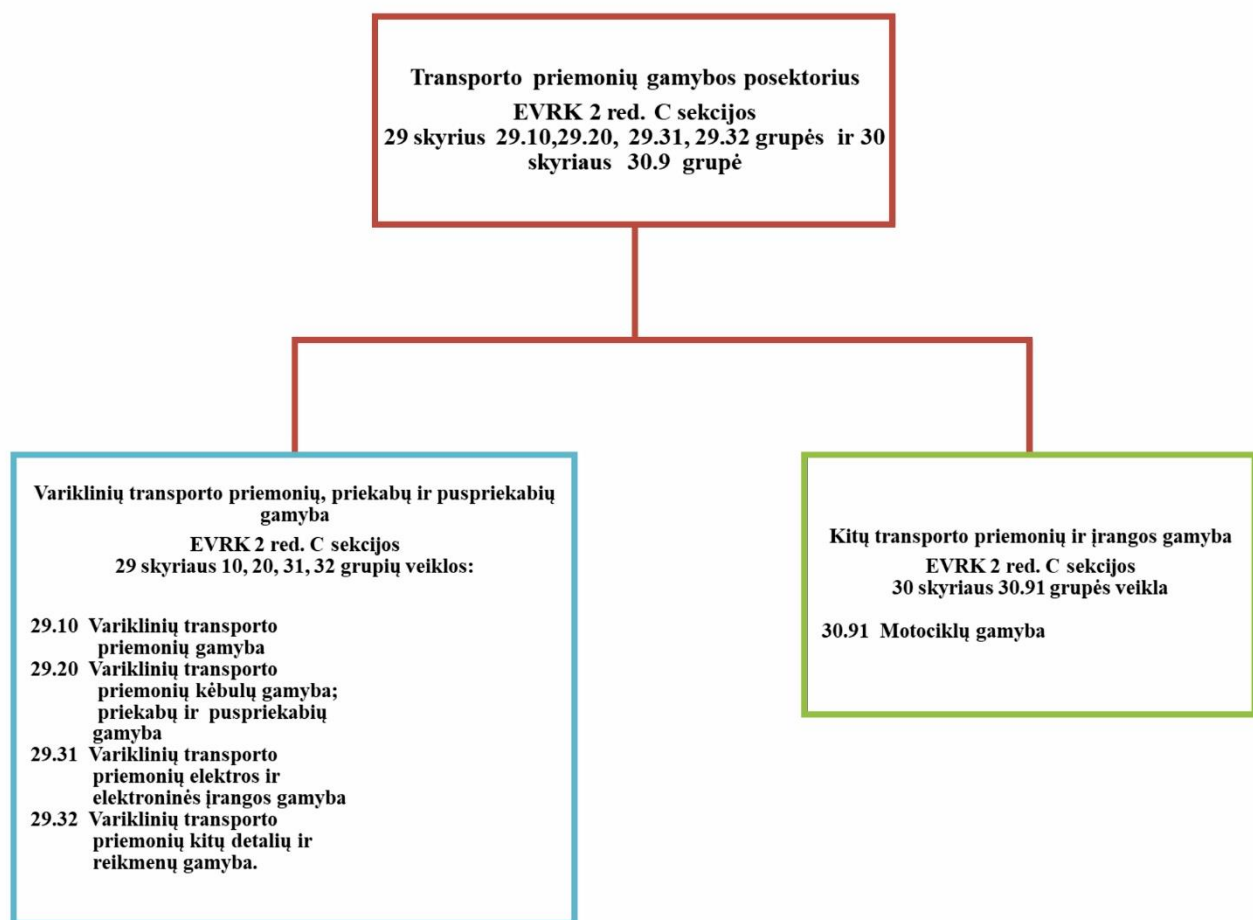 Transporto priemonių gamybos posektorius
EVRK 2 red. C sekcijos
29 skyrius 29.10,29.20, 29.31, 29.32 grupės ir 30
skyriaus 30.9 grupė
Variklinių transporto priemonių, priekabų ir puspriekabių
gamyba
EVRK 2 red. C sekcijos
29 skyriaus 10, 20, 31, 32 grupių veiklos:
29.10 Variklinių transporto
priemonių gamyba
29.20 Variklinių transporto
priemonių kėbulų gamyba;
priekabų ir puspriekabių
gamyba
29.31 Variklinių transporto
priemonių elektros ir
elektroninės įrangos gamyba
29.32 Variklinių transporto
priemonių kitų detalių ir
reikmenų gamyba.
Kitų transporto priemonių ir įrangos gamyba
EVRK 2 red. C sekcijos
30 skyriaus 30.91 grupės veikla
30.91 Motociklų gamyba